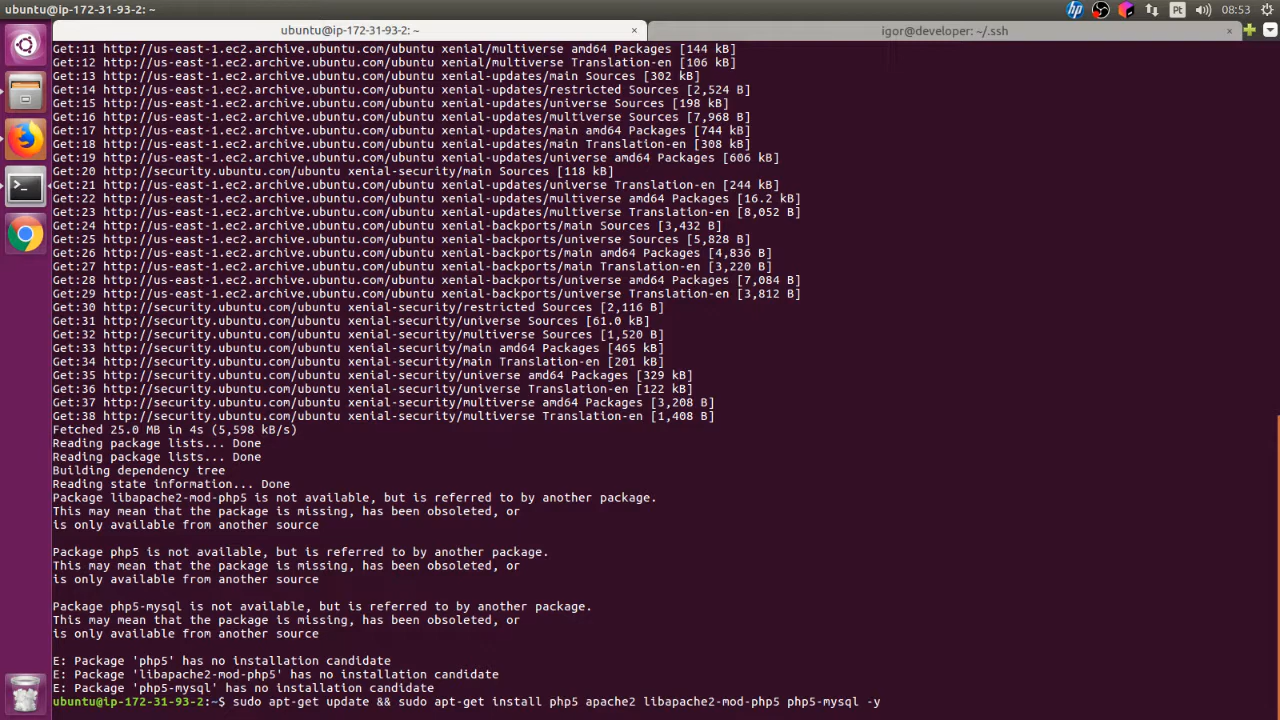 ubuntu@ip-172-31-93-2: ~
Pt
08:53
ubuntu@ip-172-31-93-2: ~
×
igor@developer: ~/.ssh
×
Get:11 http://us-east-1.ec2.archive.ubuntu.com/ubuntu xenial/multiverse amd64 Packages [144 kB]
Get:12 http://us-east-1.ec2.archive.ubuntu.com/ubuntu xenial/multiverse Translation-en [106 kB]
Get:13 http://us-east-1.ec2.archive.ubuntu.com/ubuntu xenial-updates/main Sources [302 kB]
Get:14 http://us-east-1.ec2.archive.ubuntu.com/ubuntu xenial-updates/restricted Sources [2,524 B]
Get:15 http://us-east-1.ec2.archive.ubuntu.com/ubuntu xenial-updates/universe Sources [198 kB]
Get:16 http://us-east-1.ec2.archive.ubuntu.com/ubuntu xenial-updates/multiverse Sources [7,968 B]
Get:17 http://us-east-1.ec2.archive.ubuntu.com/ubuntu xenial-updates/main amd64 Packages [744 kB]
Get:18 http://us-east-1.ec2.archive.ubuntu.com/ubuntu xenial-updates/main Translation-en [308 kB]
Get:19 http://us-east-1.ec2.archive.ubuntu.com/ubuntu xenial-updates/universe amd64 Packages [606 kB]
Get:20 http://security.ubuntu.com/ubuntu xenial-security/main Sources [118 kB]
Get:21 http://us-east-1.ec2.archive.ubuntu.com/ubuntu xenial-updates/universe Translation-en [244 kB]
Get:22 http://us-east-1.ec2.archive.ubuntu.com/ubuntu xenial-updates/multiverse amd64 Packages [16.2 kB]
Get:23 http://us-east-1.ec2.archive.ubuntu.com/ubuntu xenial-updates/multiverse Translation-en [8,052 B]
Get:24 http://us-east-1.ec2.archive.ubuntu.com/ubuntu xenial-backports/main Sources [3,432 B]
Get:25 http://us-east-1.ec2.archive.ubuntu.com/ubuntu xenial-backports/universe Sources [5,828 B]
Get:26 http://us-east-1.ec2.archive.ubuntu.com/ubuntu xenial-backports/main amd64 Packages [4,836 B]
Get:27 http://us-east-1.ec2.archive.ubuntu.com/ubuntu xenial-backports/main Translation-en [3,220 B]
Get:28 http://us-east-1.ec2.archive.ubuntu.com/ubuntu xenial-backports/universe amd64 Packages [7,084 B]
Get:29 http://us-east-1.ec2.archive.ubuntu.com/ubuntu xenial-backports/universe Translation-en [3,812 B]
Get:30 http://security.ubuntu.com/ubuntu xenial-security/restricted Sources [2,116 B]
Get:31 http://security.ubuntu.com/ubuntu xenial-security/universe Sources [61.0 kB]
Get:32 http://security.ubuntu.com/ubuntu xenial-security/multiverse Sources [1,520 B]
Get:33 http://security.ubuntu.com/ubuntu xenial-security/main amd64 Packages [465 kB]
Get:34 http://security.ubuntu.com/ubuntu xenial-security/main Translation-en [201 kB]
Get:35 http://security.ubuntu.com/ubuntu xenial-security/universe amd64 Packages [329 kB]
Get:36 http://security.ubuntu.com/ubuntu xenial-security/universe Translation-en [122 kB]
Get:37 http://security.ubuntu.com/ubuntu xenial-security/multiverse amd64 Packages [3,208 B]
Get:38 http://security.ubuntu.com/ubuntu xenial-security/multiverse Translation-en [1,408 B]
Fetched 25.0 MB in 4s (5,598 kB/s)
Reading package lists... Done
Reading package lists... Done
Building dependency tree
Reading state information... Done
Package libapache2-mod-php5 is not available, but is referred to by another package.
This may mean that the package is missing, has been obsoleted, or
is only available from another source

Package php5 is not available, but is referred to by another package.
This may mean that the package is missing, has been obsoleted, or
is only available from another source

Package php5-mysql is not available, but is referred to by another package.
This may mean that the package is missing, has been obsoleted, or
is only available from another source

E: Package 'php5' has no installation candidate
E: Package 'libapache2-mod-php5' has no installation candidate
E: Package 'php5-mysql' has no installation candidate
ubuntu@ip-172-31-93-2:~$ sudo apt-get update && sudo apt-get install php5 apache2 libapache2-mod-php5 php5-mysql -y